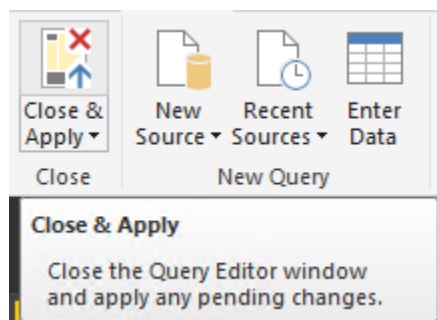 Close &
Apply
New
Source
Recent
Sources
Enter
Data
Close
New Query
Close & Apply
Close the Query Editor window
and apply any pending changes.